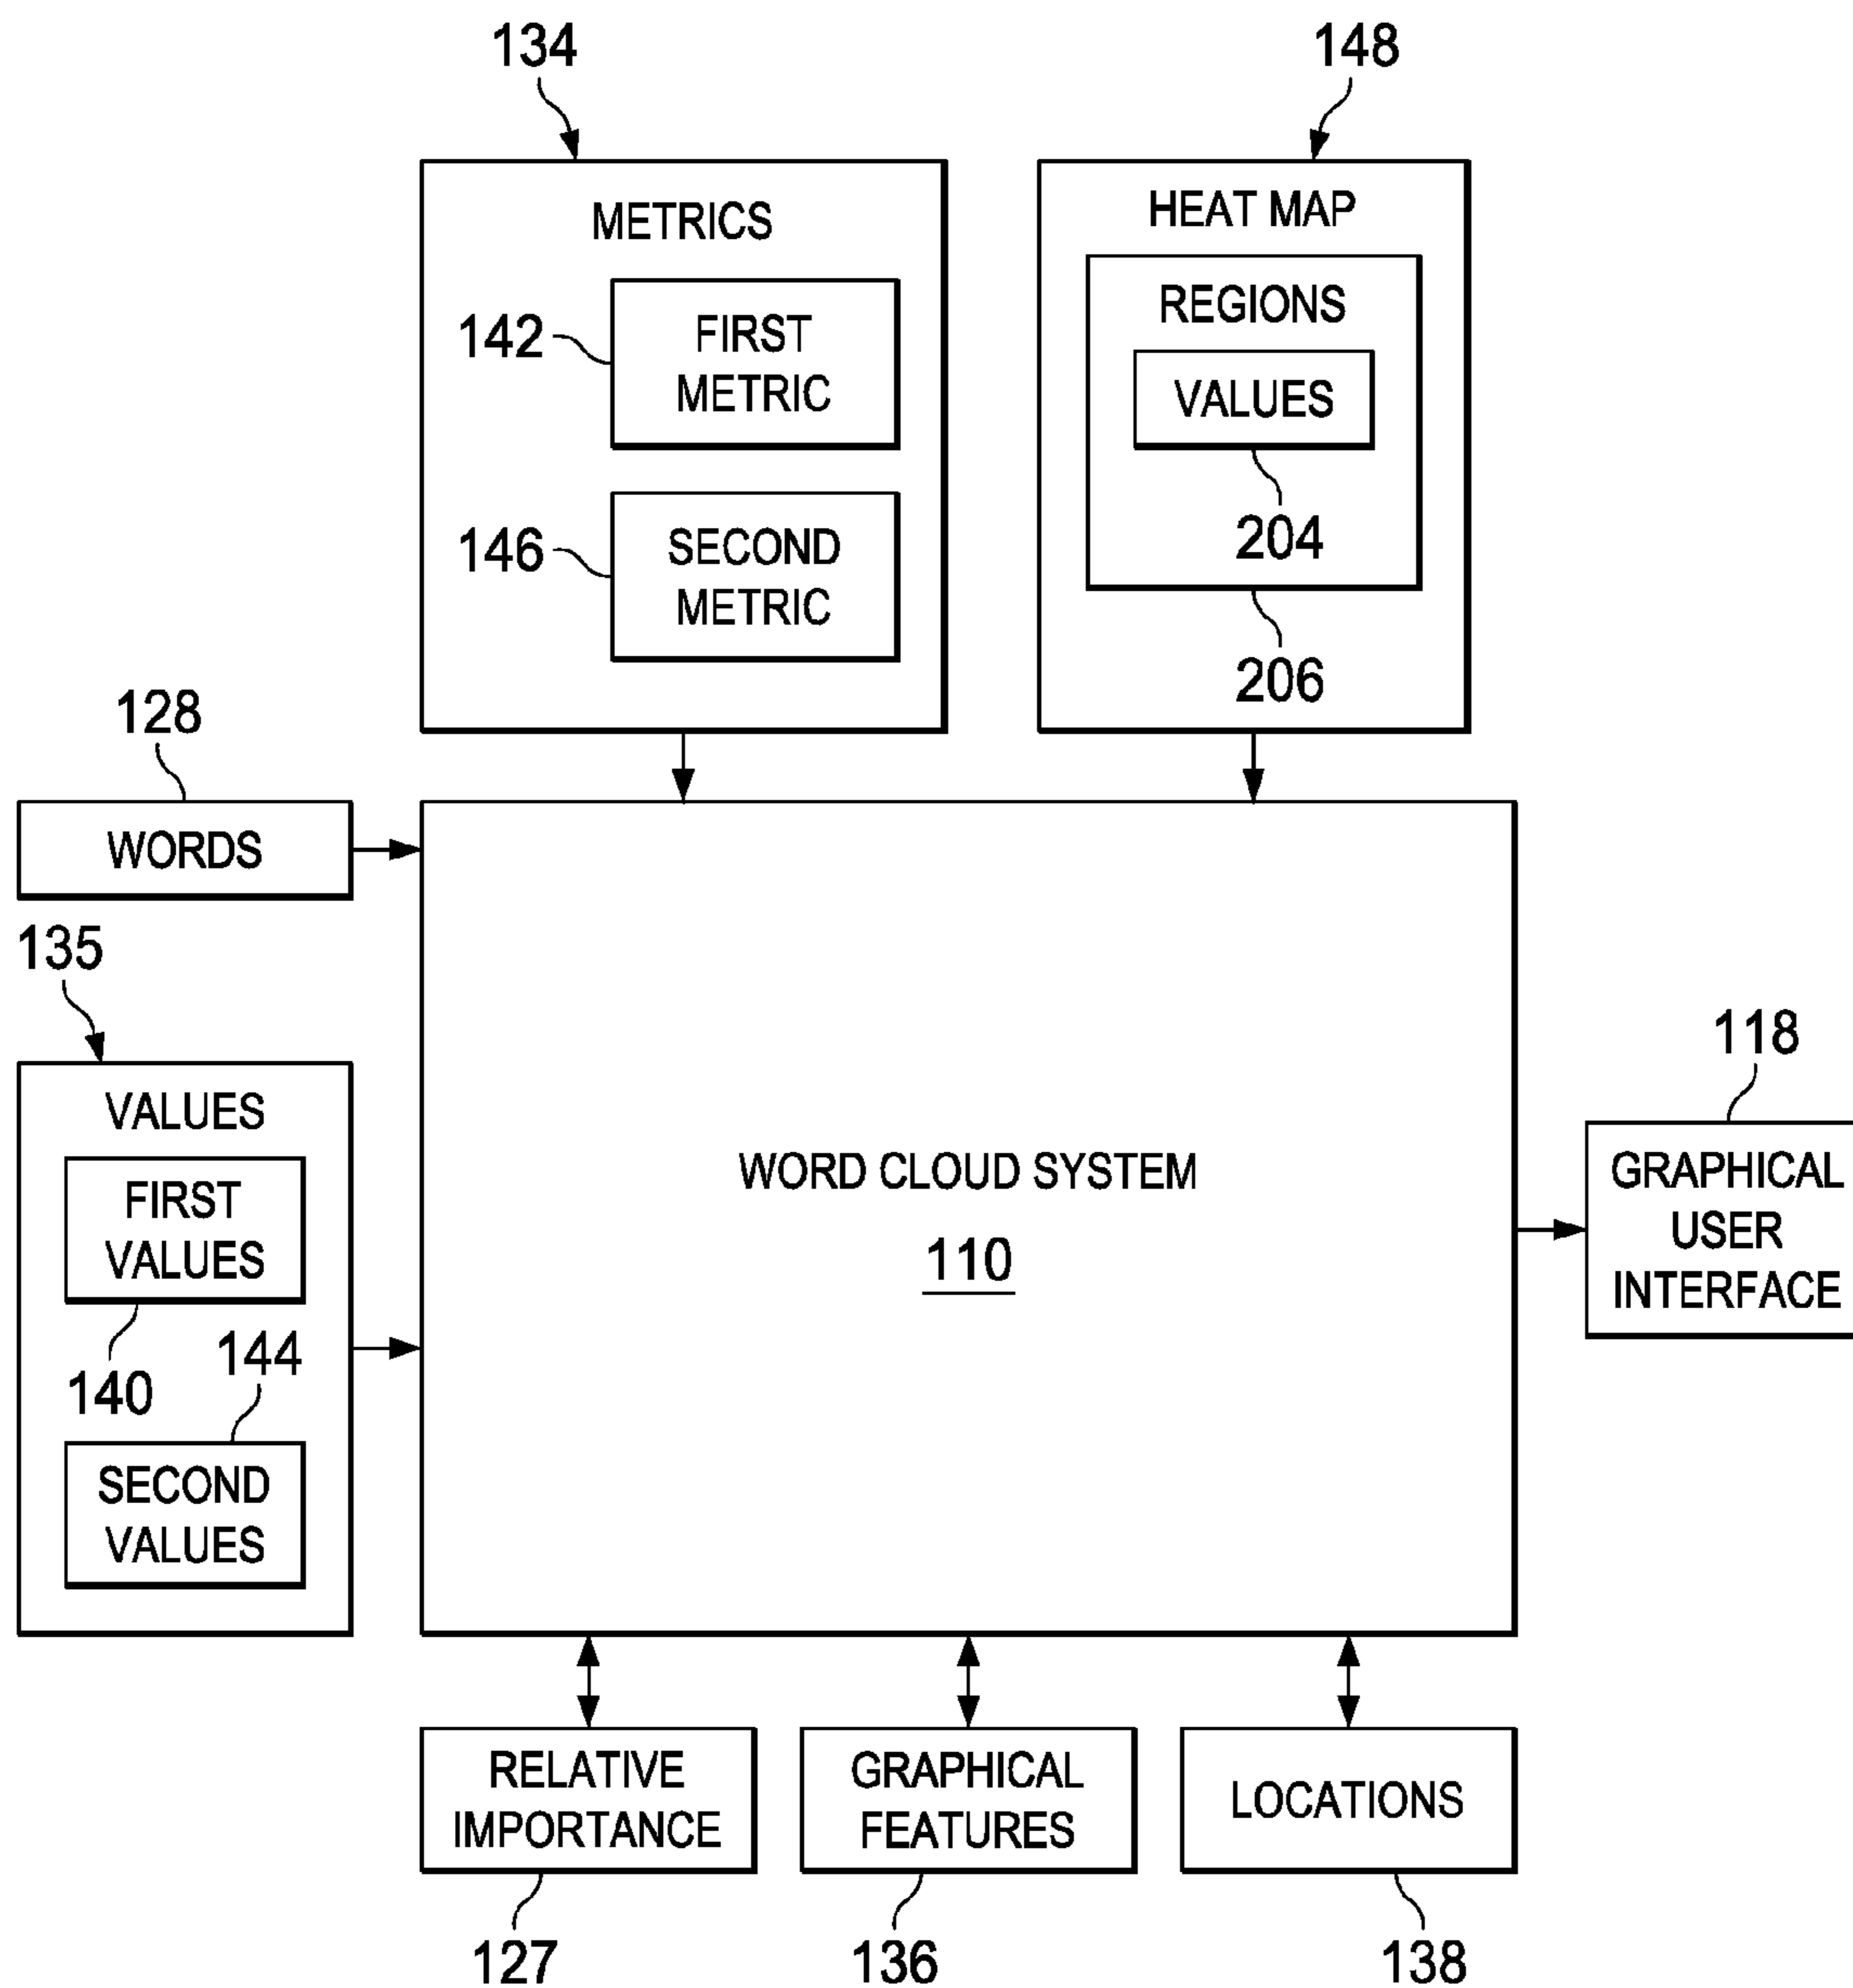 134
148
METRICS
HEAT MAP
142
FIRST
METRIC
REGIONS
VALUES
146
SECOND
METRIC
204
206
128
WORDS
135
VALUES
FIRST
VALUES
140
144
SECOND
VALUES
WORD CLOUD SYSTEM
110
118
GRAPHICAL
USER
INTERFACE
RELATIVE
IMPORTANCE
GRAPHICAL
FEATURES
LOCATIONS
127
136
138